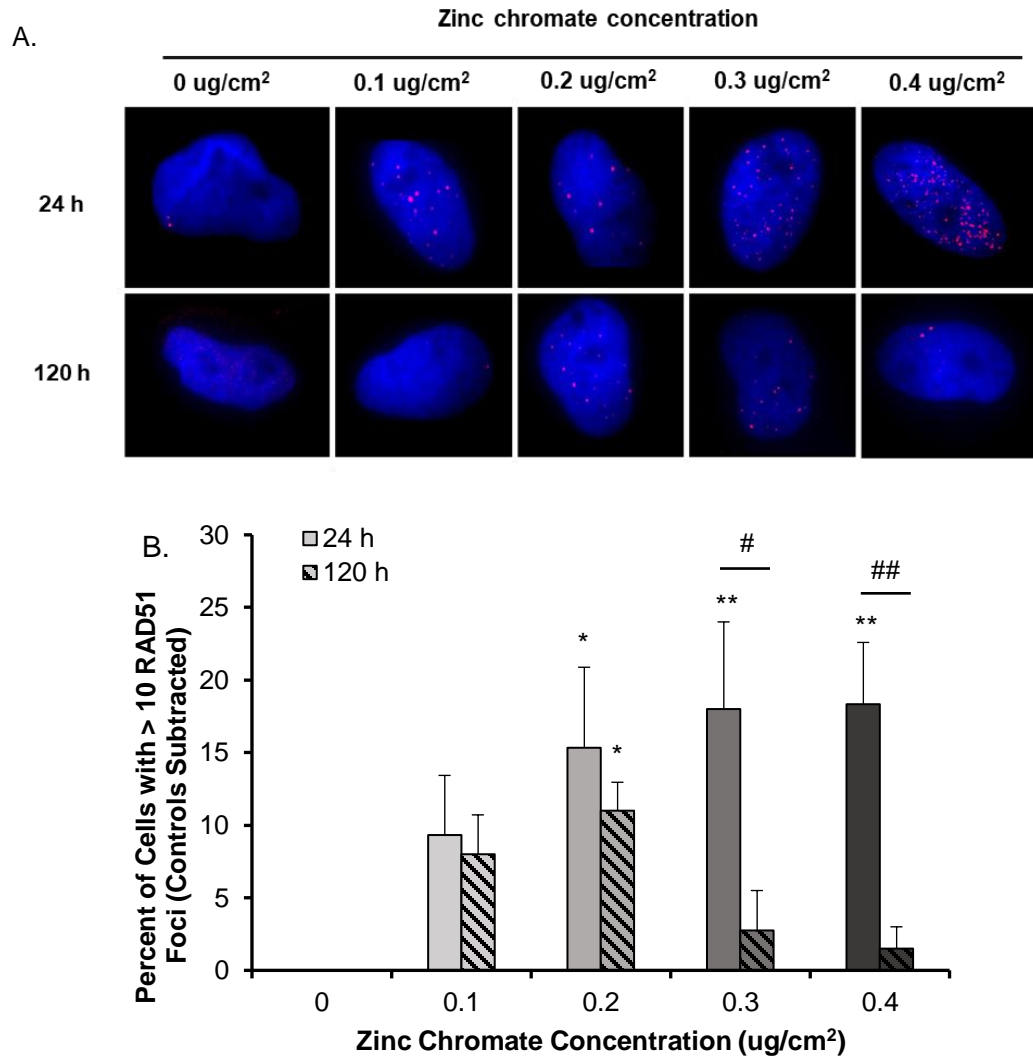 A.
Zinc chromate concentration
0 ug/cm² 0.1 ug/cm² 0.2 ug/cm² 0.3 ug/cm² 0.4 ug/cm²
24 h
120 h
B.
24 h
120 h
Percent of Cells with > 10 RAD51
Foci (Controls Subtracted)
30
25
20
15
10
5
0
*
*
**
#
**
##
0 0.1 0.2 0.3 0.4
Zinc Chromate Concentration (ug/cm²)